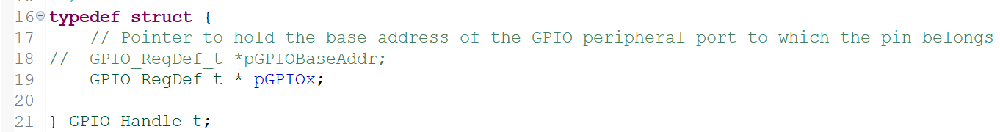 16 typedef struct {
17 // Pointer to hold the base address of the GPIO peripheral port to which the pin belongs
18 // GPIO_RegDef_t *pGPIOBaseAddr;
19 GPIO_RegDef_t * pGPIOx;
20
21 } GPIO_Handle_t;